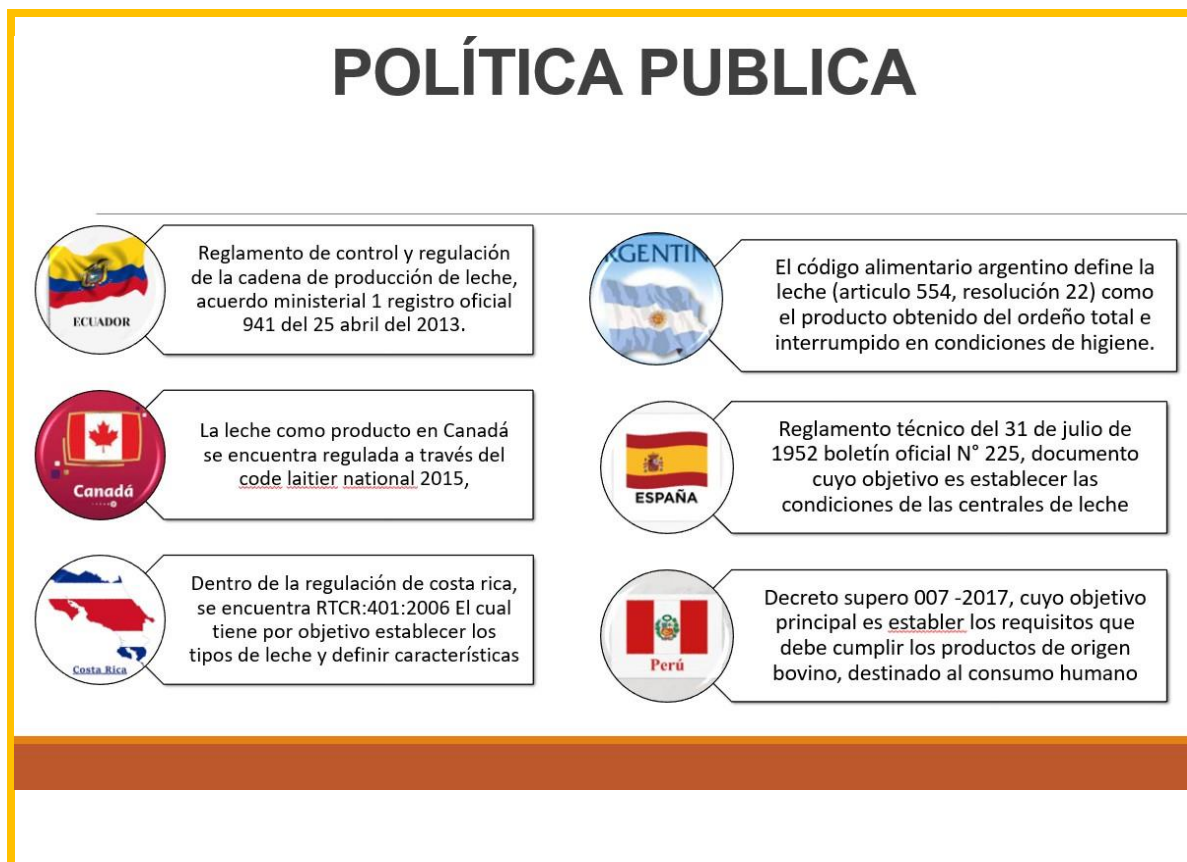 POLÍTICA PUBLICA
ECUADOR
Reglamento de control y regulación
de la cadena de producción de leche,
acuerdo ministerial 1 registro oficial
941 del 25 abril del 2013.
Canadá
La leche como producto en Canadá
se encuentra regulada a través del
code laitier national 2015,
Costa Rica
Dentro de la regulación de costa rica,
se encuentra RTCR:401:2006 El cual
tiene por objetivo establecer los
tipos de leche y definir características
RGENTIN
El código alimentario argentino define la
leche (articulo 554, resolución 22) como
el producto obtenido del ordeño total e
interrumpido en condiciones de higiene.
ESPAÑA
Reglamento técnico del 31 de julio de
1952 boletín oficial N° 225, documento
cuyo objetivo es establecer las
condiciones de las centrales de leche
Perú
Decreto supero 007 -2017, cuyo objetivo
principal es establer los requisitos que
debe cumplir los productos de origen
bovino, destinado al consumo humano